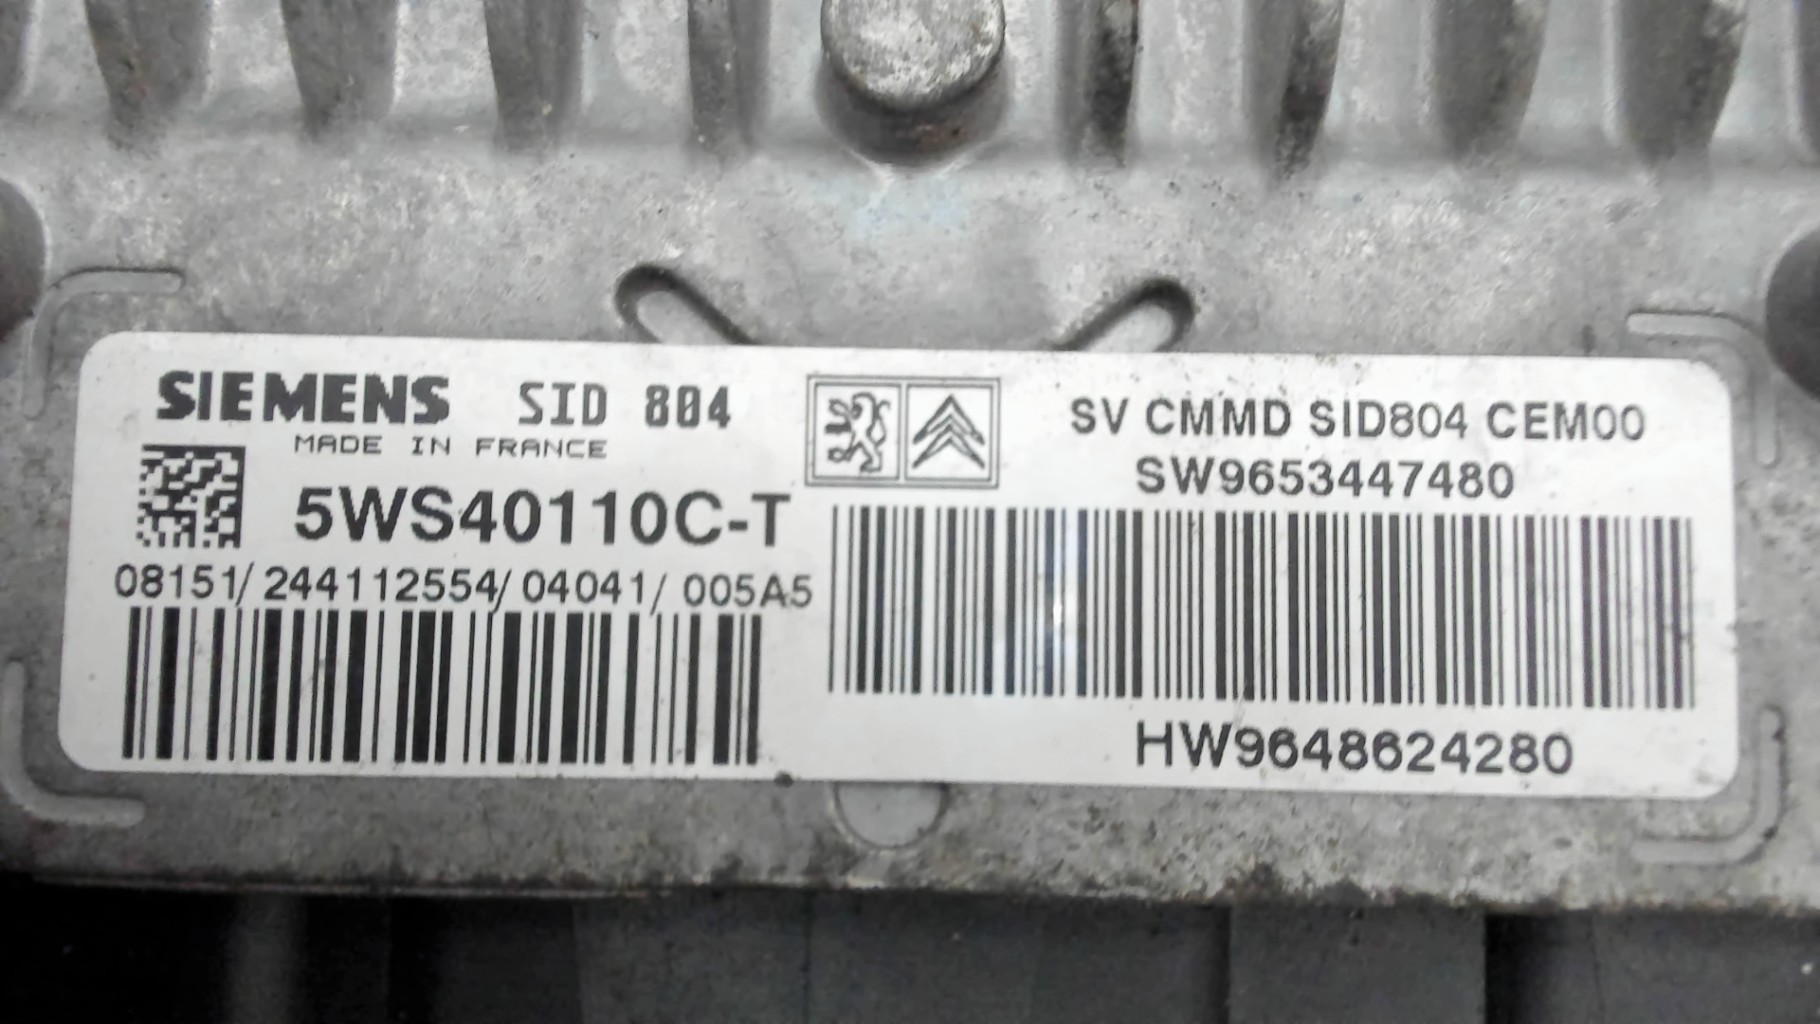 SIEMENS SID 804
MADE IN FRANCE
5WS40110C-T
08151/244112554/04041/005A5
SV CMMD SID804 CEM00
SW9653447480
HW9648624280